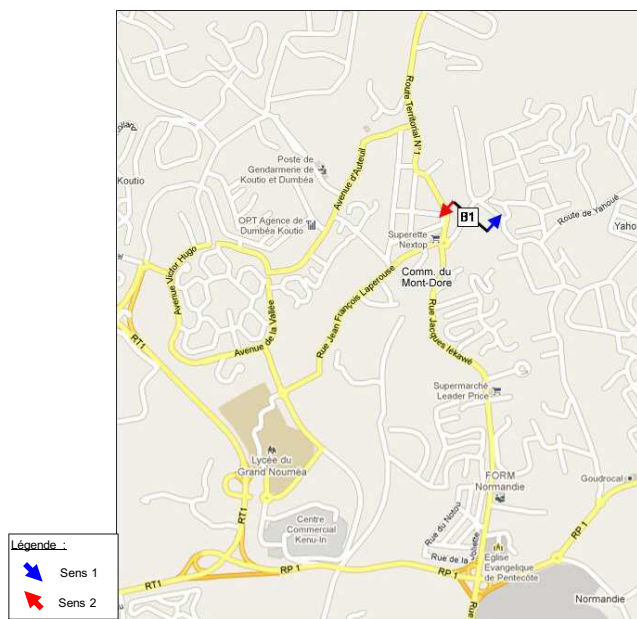 Route Territorial N°1
Koutio
Poste de
Gendarmerie de
Koutio et Dumbéa
Avenue d'Auteuil
OPT Agence de
Dumbéa Koutio
Route de Yahoué
Yaho
Superette
Nextop
Comm. du
Mont-Dore
Avenue Victor Hugo
RT1
Avenue de la Vallée
Rue Jean François Laperouse
Rue Jacques Iékawé
Supermarché
Leader Price
Lycée du
Grand Nouméa
FORM
Normandie
Goudrocal
RT1
Centre
Commercial
Kenu-In
Rue du Notou
Rue de la
Volière
Eglise
Evangelique
de Pentecôte
RP 1
RP 1
RP 1
RT1
Rue
Normandie
Légende :
Sens 1
Sens 2